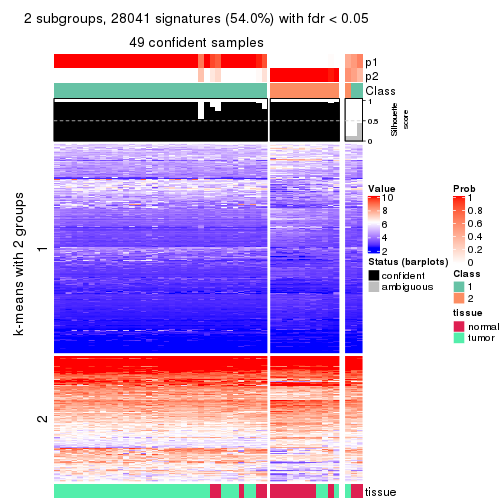 2 subgroups, 28041 signatures (54.0%) with fdr < 0.05
49 confident samples
p1
p2
Class
1
0.5
0
Silhouette
score
k-means with 2 groups
1
2
Value
10
8
6
4
2
Status (barplots)
confident
ambiguous
Prob
1
0.8
0.6
0.4
0.2
0
Class
1
2
tissue
normal
tumor
tissue